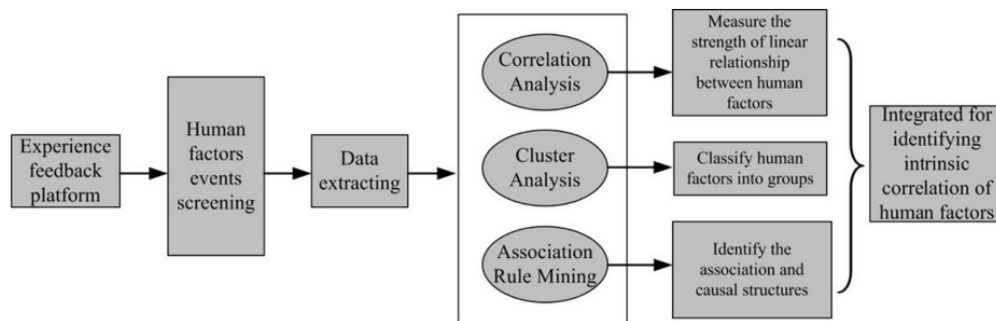 Experience
feedback
platform
Human
factors
events
screening
Data
extracting
Correlation
Analysis
Cluster
Analysis
Association
Rule Mining
Measure the
strength of linear
relationship
between human
factors
Classify human
factors into groups
Identify the
association and
causal structures
Integrated for
identifying
intrinsic
correlation of
human factors